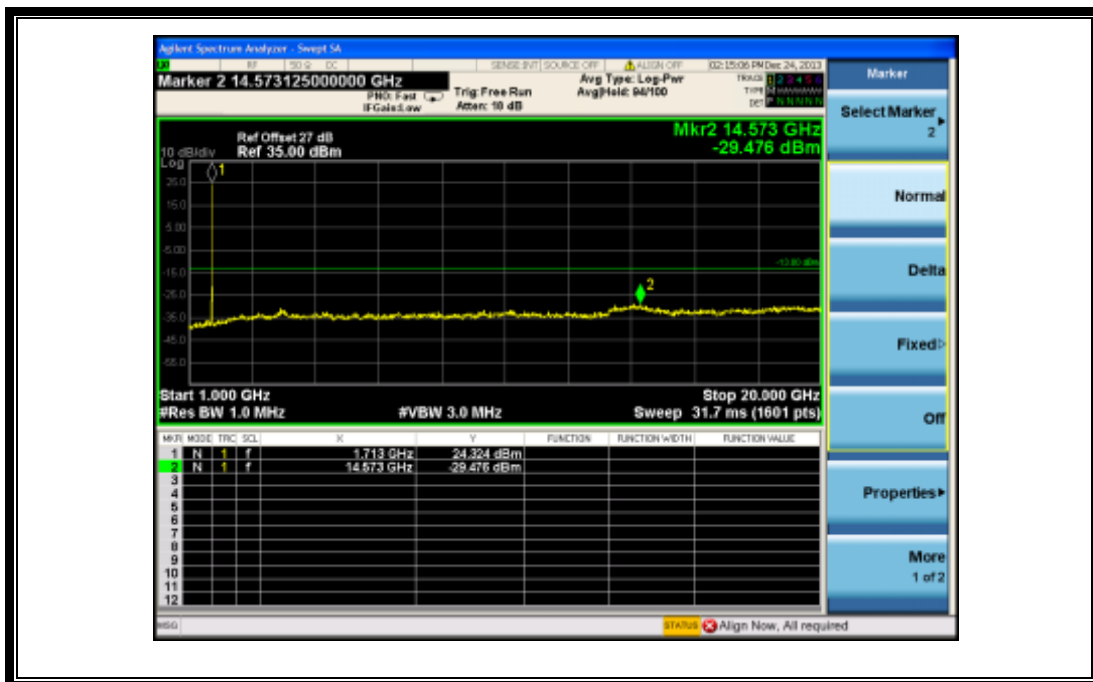 Agilent Spectrum Analyzer - Swept SA
RF 50 Ω DC SENSE:INT SOURCE OFF ALIGN OFF 02:15:06 PM Dec 24, 2013
Marker 2 14.573125000000 GHz
PNO: Fast
IFGain:Low
Trig: Free Run
Atten: 10 dB
Avg Type: Log-Pwr
Avg|Hold: 94/100
TRACE 1 2 3 4 5 6
TYPE
DET P N N N N N
Mkr2 14.573 GHz
-29.476 dBm
Ref Offset 27 dB
10 dB/div Ref 35.00 dBm
Log
1
25.0
15.0
5.00
-5.00
-13.00 dBm
-15.0
-25.0
2
-35.0
-45.0
-55.0
Start 1.000 GHz Stop 20.000 GHz
#Res BW 1.0 MHz #VBW 3.0 MHz Sweep 31.7 ms (1601 pts)
MKR MODE TRC SCL X Y FUNCTION FUNCTION WIDTH FUNCTION VALUE
1 N 1 f 1.713 GHz 24.324 dBm
2 N 1 f 14.573 GHz -29.476 dBm
3
4
5
6
7
8
9
10
11
12
MSG STATUS Align Now, All required
Marker
Select Marker
2
Normal
Delta
Fixed
Off
Properties
More
1 of 2